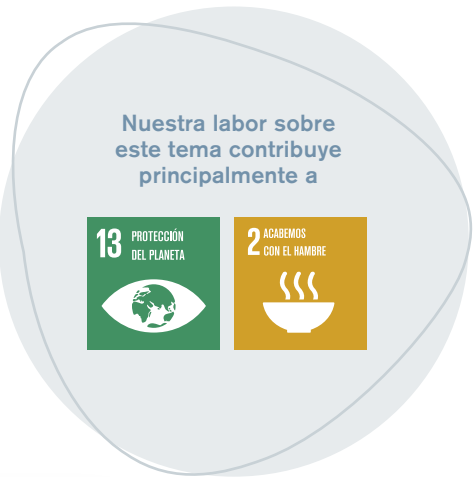 Nuestra labor sobre
este tema contribuye
principalmente a
13 PROTECCIÓN
DEL PLANETA
2 ACABEMOS
CON EL HAMBRE